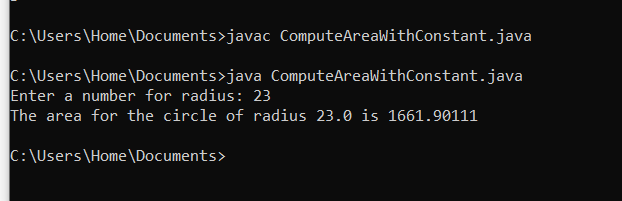 C:\Users\Home\Documents>javac ComputeAreaWithConstant.java
C:\Users\Home\Documents>java ComputeAreaWithConstant.java
Enter a number for radius: 23
The area for the circle of radius 23.0 is 1661.90111
C:\Users\Home\Documents>